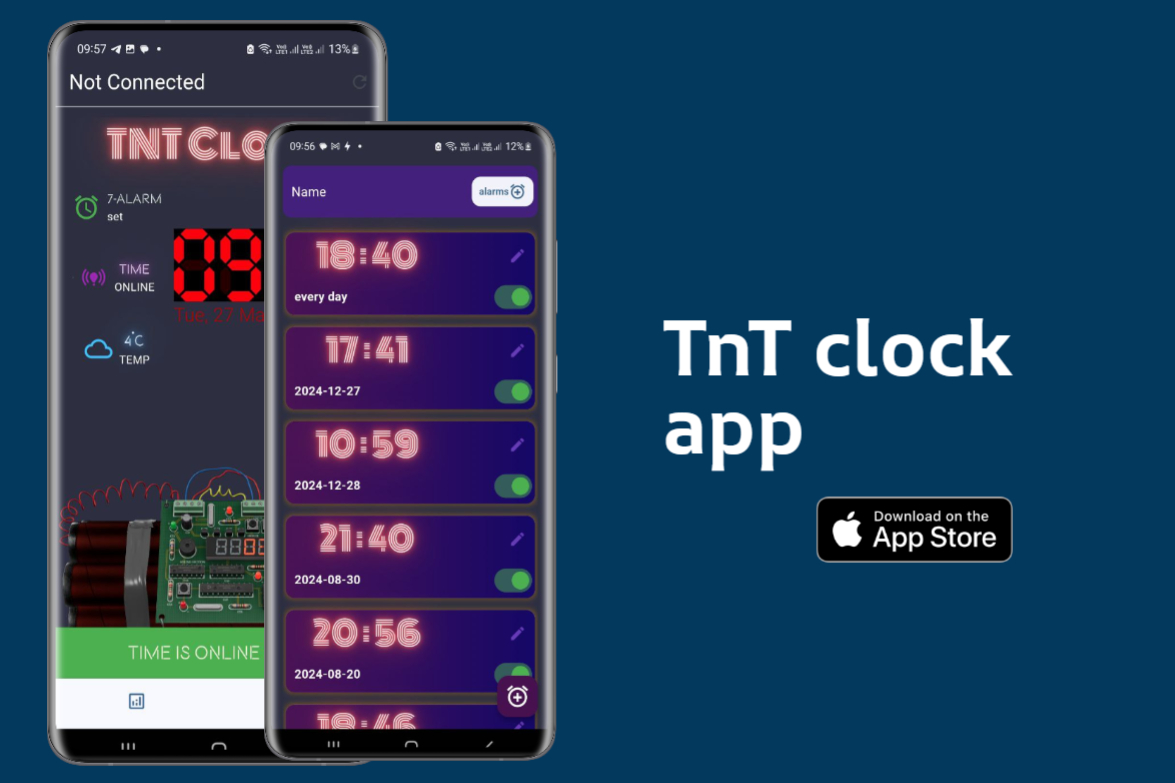 09:57
13%
Not Connected
TNT Clo
7-ALARM
set
09
TIME
ONLINE
Tue, 27 Ma
4°C
TEMP
TIME IS ONLINE
09:56
12%
Name
alarms
18:40
every day
17:41
2024-12-27
10:59
2024-12-28
21:40
2024-08-30
20:56
2024-08-20
18:46
TnT clock
app
Download on the
App Store